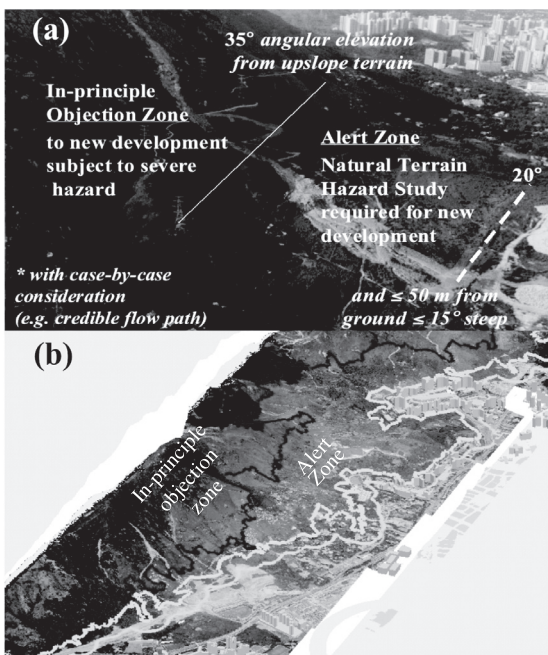 (a)
35° angular elevation
from upslope terrain
In-principle
Objection Zone
to new development
subject to severe
hazard
Alert Zone
Natural Terrain
Hazard Study
required for new
development
20°
* with case-by-case
consideration
(e.g. credible flow path)
and ≤ 50 m from
ground ≤ 15° steep
(b)
In-principle
objection
zone
Alert
Zone